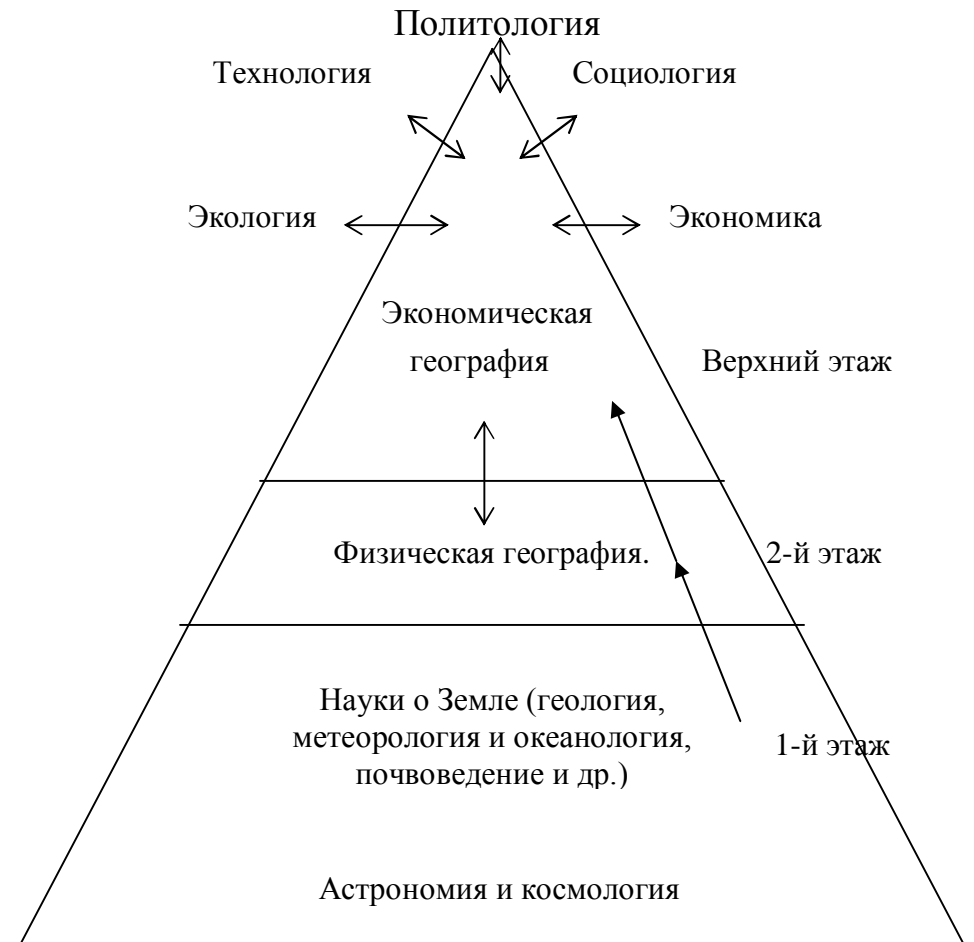 Политология
Технология
Социология
Экология
Экономика
Экономическая
география
Верхний этаж
Физическая география.
2-й этаж
Науки о Земле (геология,
метеорология и океанология,
почвоведение и др.)
1-й этаж
Астрономия и космология